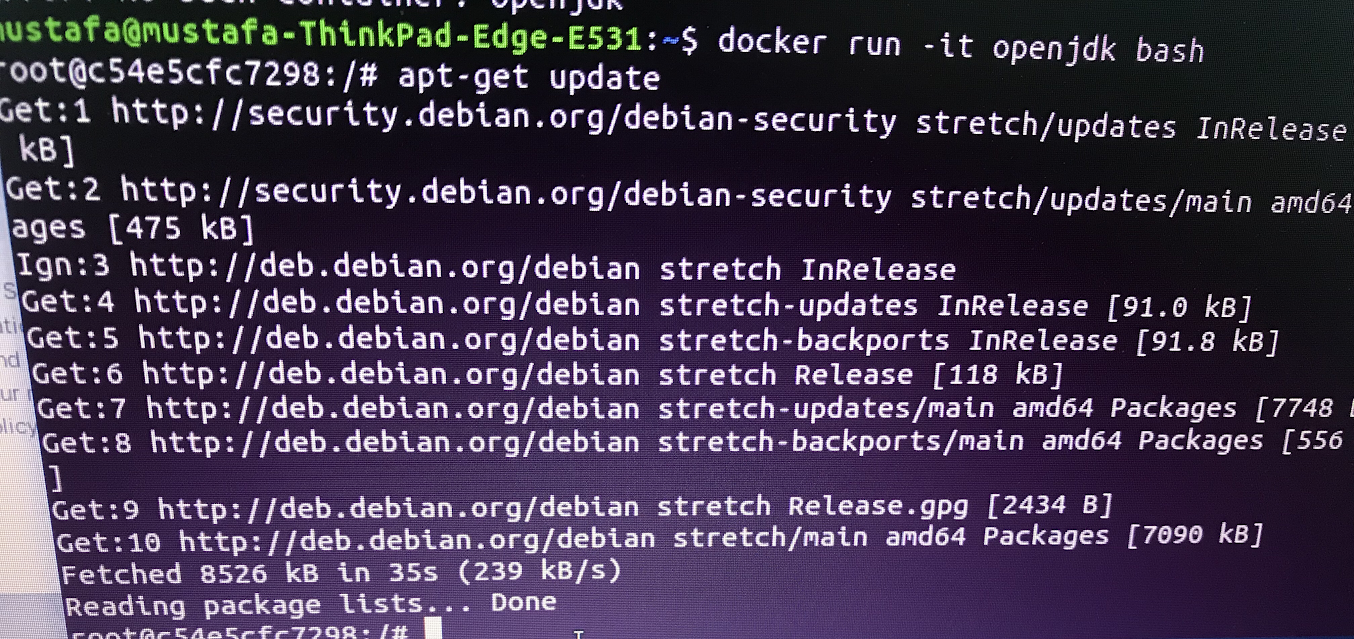 openjdk
mustafa@mustafa-ThinkPad-Edge-E531:~$ docker run -it openjdk bash
root@c54e5cfc7298:/# apt-get update
Get:1 http://security.debian.org/debian-security stretch/updates InRelease
kB]
Get:2 http://security.debian.org/debian-security stretch/updates/main amd64
ages [475 kB]
Ign:3 http://deb.debian.org/debian stretch InRelease
Get:4 http://deb.debian.org/debian stretch-updates InRelease [91.0 kB]
Get:5 http://deb.debian.org/debian stretch-backports InRelease [91.8 kB]
Get:6 http://deb.debian.org/debian stretch Release [118 kB]
Get:7 http://deb.debian.org/debian stretch-updates/main amd64 Packages [7748
Get:8 http://deb.debian.org/debian stretch-backports/main amd64 Packages [556
]
Get:9 http://deb.debian.org/debian stretch Release.gpg [2434 B]
Get:10 http://deb.debian.org/debian stretch/main amd64 Packages [7090 kB]
Fetched 8526 kB in 35s (239 kB/s)
Reading package lists... Done
root@c54e5cfc7298:/#